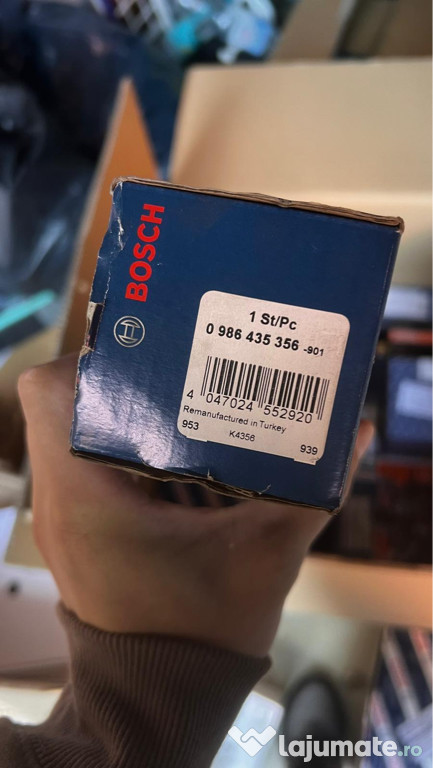 BOSCH
1 St/Pc
0 986 435 356 -901
4 047024 552920
Remanufactured in Turkey
953 K4356 939
lajumate.ro